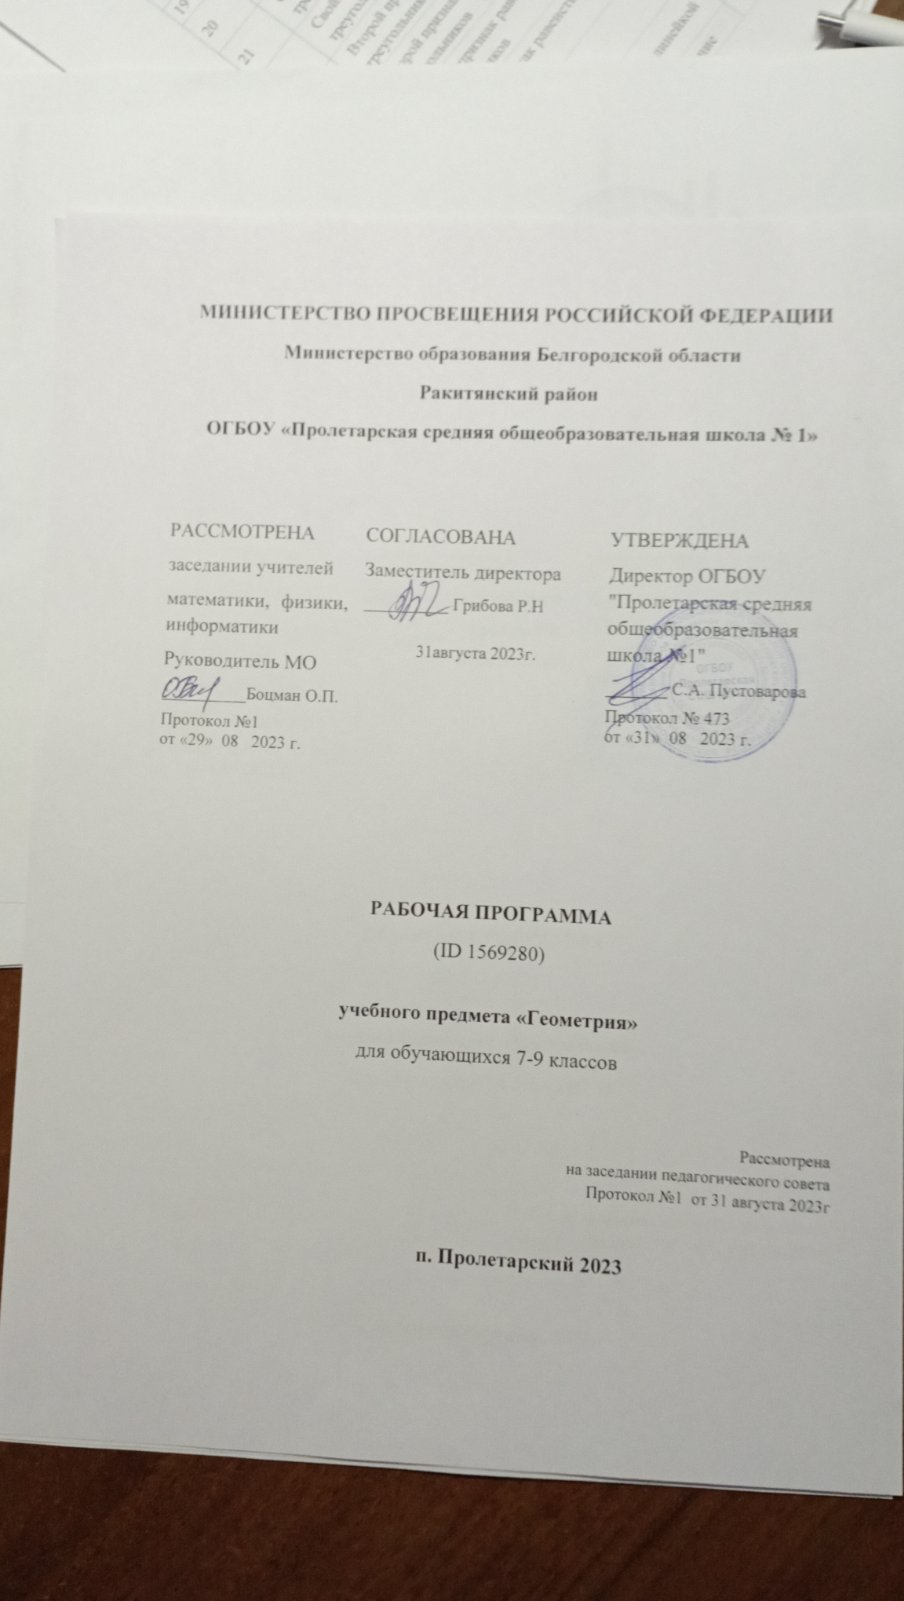 19
20
21
МИНИСТЕРСТВО ПРОСВЕЩЕНИЯ РОССИЙСКОЙ ФЕДЕРАЦИИ
Министерство образования Белгородской области
Ракитянский район
ОГБОУ «Пролетарская средняя общеобразовательная школа № 1»
РАССМОТРЕНА
заседании учителей
математики, физики,
информатики
Руководитель МО
Боцман О.П.
Протокол №1
от «29» 08 2023 г.
СОГЛАСОВАНА
Заместитель директора
Грибова Р.Н
31августа 2023г.
УТВЕРЖДЕНА
Директор ОГБОУ
"Пролетарская средняя
общеобразовательная
школа №1"
С.А. Пустоварова
Протокол № 473
от «31» 08 2023 г.
РАБОЧАЯ ПРОГРАММА
(ID 1569280)
учебного предмета «Геометрия»
для обучающихся 7-9 классов
Рассмотрена
на заседании педагогического совета
Протокол №1 от 31 августа 2023г
п. Пролетарский 2023